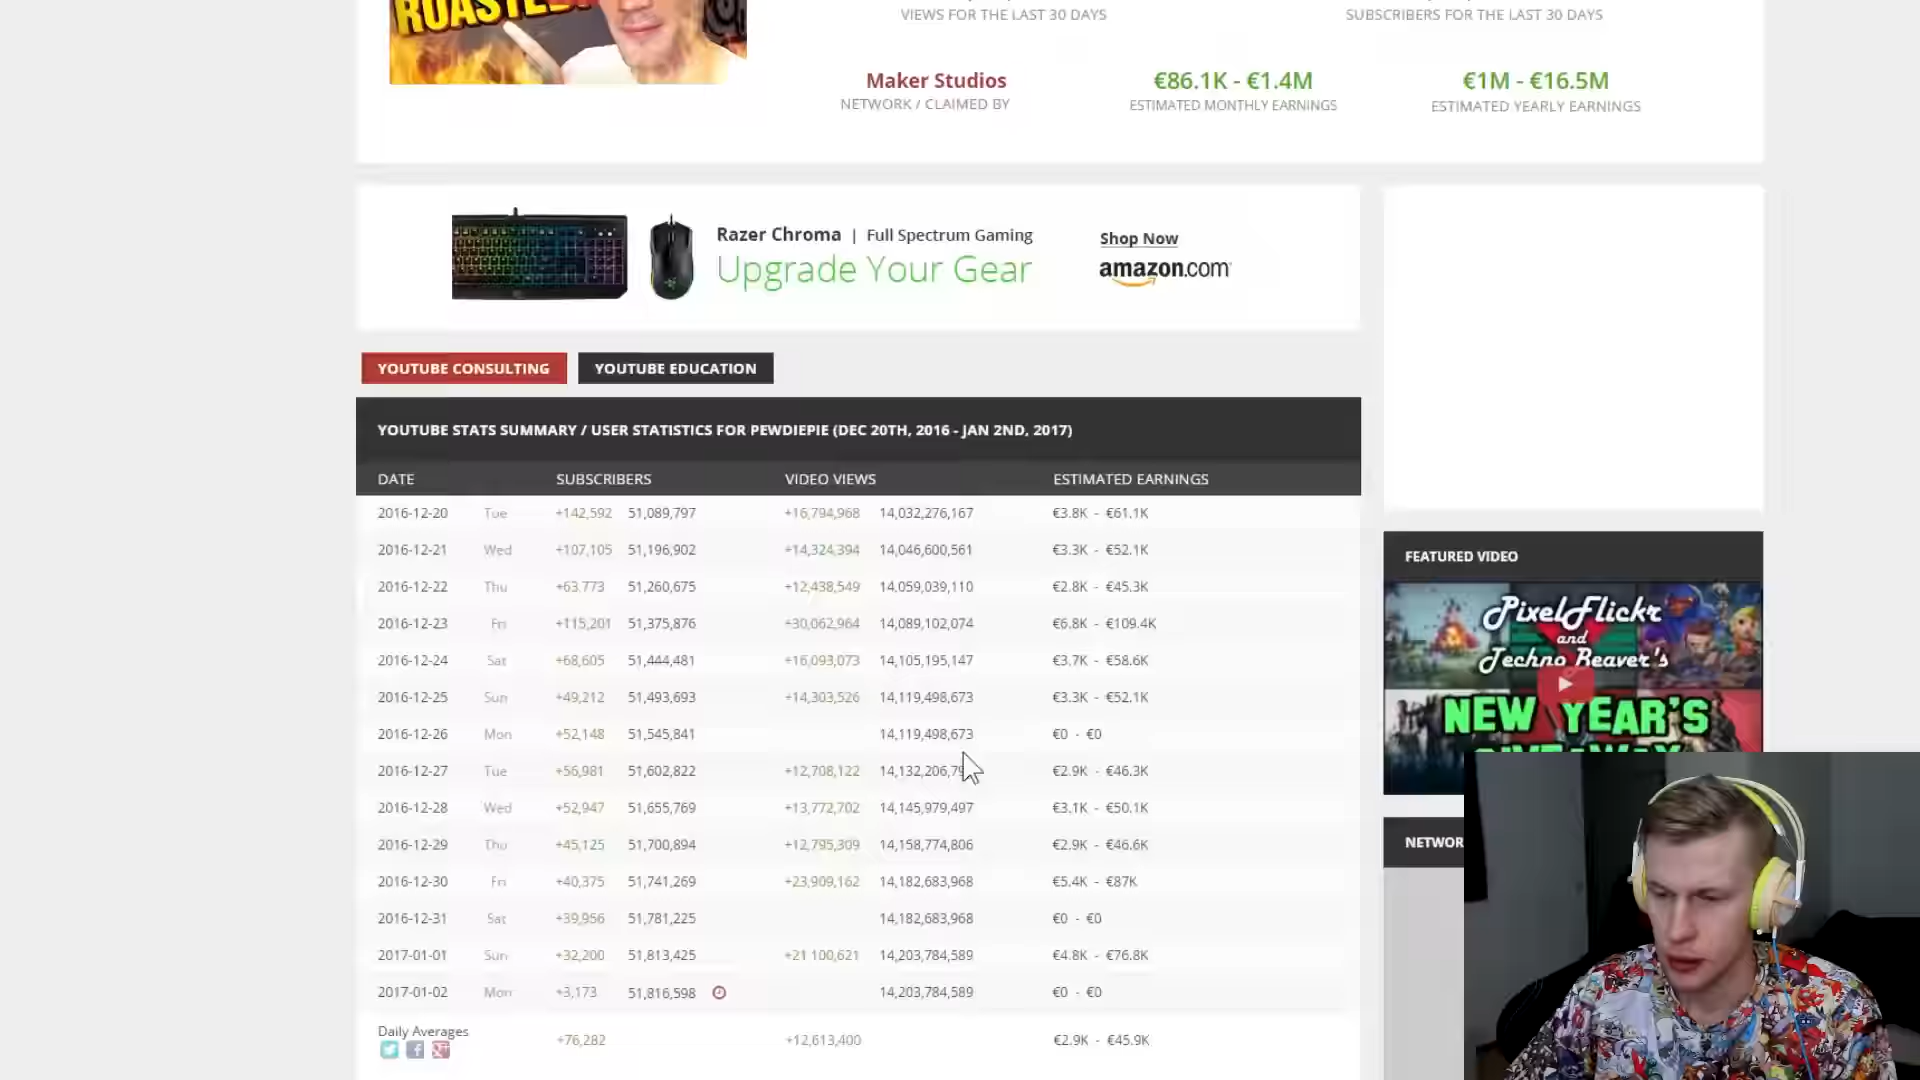 ROASTED
VIEWS FOR THE LAST 30 DAYS
SUBSCRIBERS FOR THE LAST 30 DAYS
Maker Studios
NETWORK / CLAIMED BY
€86.1K - €1.4M
ESTIMATED MONTHLY EARNINGS
€1M - €16.5M
ESTIMATED YEARLY EARNINGS
Razer Chroma | Full Spectrum Gaming
Upgrade Your Gear
Shop Now
amazon.com
YOUTUBE CONSULTING
YOUTUBE EDUCATION
YOUTUBE STATS SUMMARY / USER STATISTICS FOR PEWDIEPIE (DEC 20TH, 2016 - JAN 2ND, 2017)
DATE SUBSCRIBERS VIDEO VIEWS ESTIMATED EARNINGS
2016-12-20 Tue +142,592 51,089,797 +16,794,968 14,032,276,167 €3.8K - €61.1K
2016-12-21 Wed +107,105 51,196,902 +14,324,394 14,046,600,561 €3.3K - €52.1K
2016-12-22 Thu +63,773 51,260,675 +12,438,549 14,059,039,110 €2.8K - €45.3K
2016-12-23 Fri +115,201 51,375,876 +30,062,964 14,089,102,074 €6.8K - €109.4K
2016-12-24 Sat +68,605 51,444,481 +16,093,073 14,105,195,147 €3.7K - €58.6K
2016-12-25 Sun +49,212 51,493,693 +14,303,526 14,119,498,673 €3.3K - €52.1K
2016-12-26 Mon +52,148 51,545,841 14,119,498,673 €0 - €0
2016-12-27 Tue +56,981 51,602,822 +12,708,122 14,132,206,79 €2.9K - €46.3K
2016-12-28 Wed +52,947 51,655,769 +13,772,702 14,145,979,497 €3.1K - €50.1K
2016-12-29 Thu +45,125 51,700,894 +12,795,309 14,158,774,806 €2.9K - €46.6K
2016-12-30 Fri +40,375 51,741,269 +23,909,162 14,182,683,968 €5.4K - €87K
2016-12-31 Sat +39,956 51,781,225 14,182,683,968 €0 - €0
2017-01-01 Sun +32,200 51,813,425 +21,100,621 14,203,784,589 €4.8K - €76.8K
2017-01-02 Mon +3,173 51,816,598 14,203,784,589 €0 - €0
Daily Averages +76,282 +12,613,400 €2.9K - €45.9K
FEATURED VIDEO
PixelFlickr
and
Techno Beaver's
NEW YEAR'S
GIVEAWAY
NETWOR